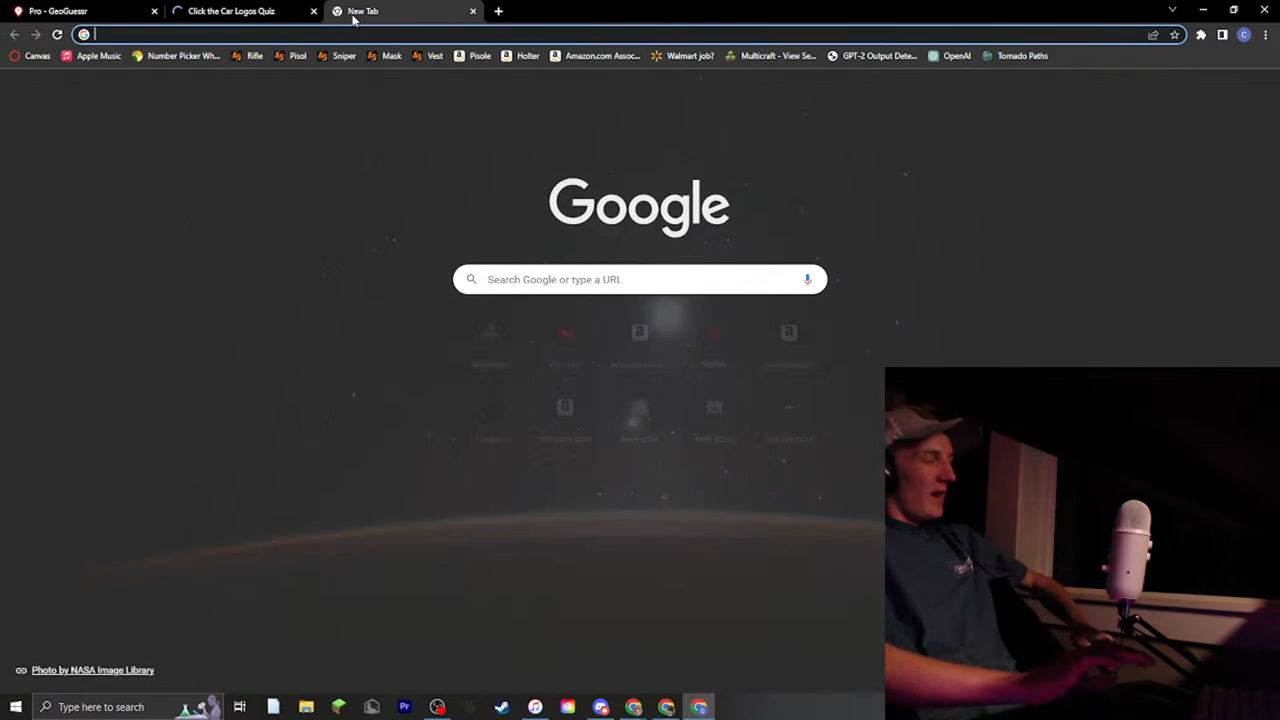 Pro - GeoGuessr
Click the Car Logos Quiz
New Tab
Canvas
Apple Music
Number Picker Wh...
Rifle
Pisol
Sniper
Mask
Vest
Pisole
Holter
Amazon.com Assoc...
Walmart job?
Multicraft - View Se...
GPT-2 Output Dete...
OpenAI
Tornado Paths
Google
Search Google or type a URL
Photo by NASA Image Library
Type here to search